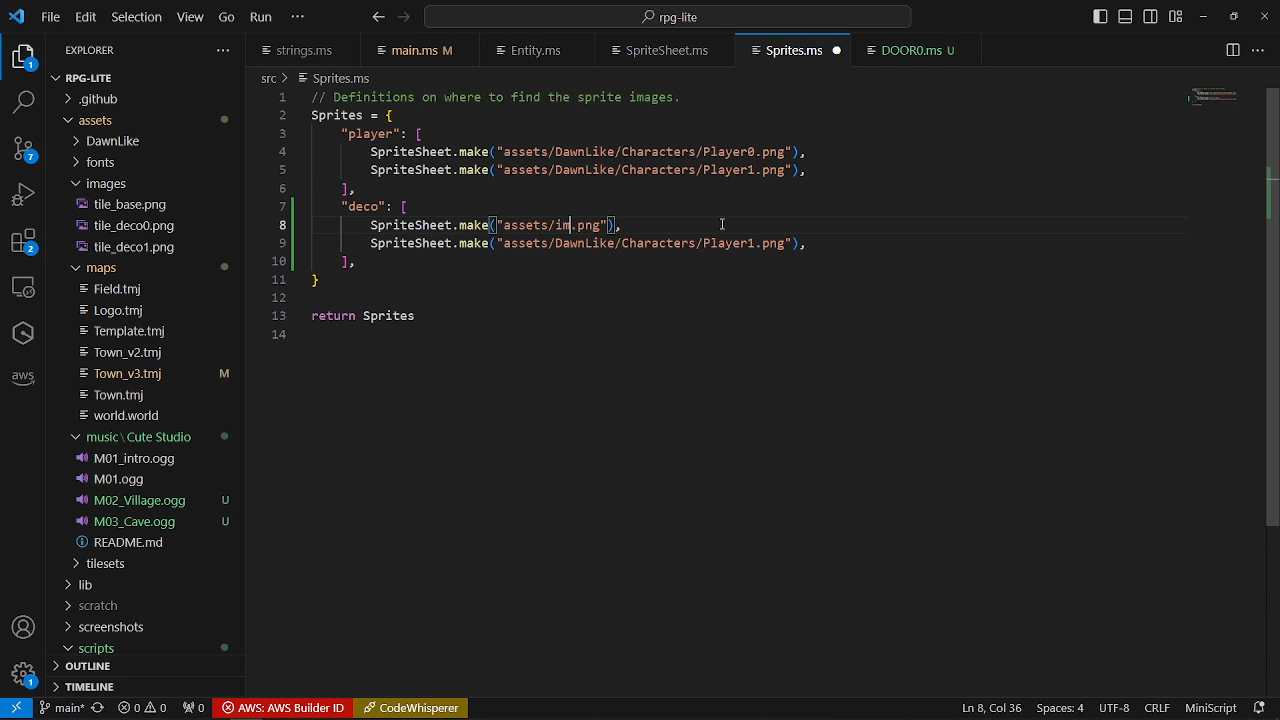 File Edit Selection View Go Run ··· rpg-lite
EXPLORER ···
strings.ms main.ms M Entity.ms SpriteSheet.ms Sprites.ms DOOR0.ms U ···
RPG-LITE
.github
assets
DawnLike
fonts
images
tile_base.png
tile_deco0.png
tile_deco1.png
maps
Field.tmj
Logo.tmj
Template.tmj
Town_v2.tmj
Town_v3.tmj M
Town.tmj
world.world
music\Cute Studio
M01_intro.ogg
M01.ogg
M02_Village.ogg U
M03_Cave.ogg U
README.md
tilesets
lib
scratch
screenshots
scripts
OUTLINE
TIMELINE
1
7
2
aws
1
src > Sprites.ms
1 // Definitions on where to find the sprite images.
2 Sprites = {
3 "player": [
4 SpriteSheet.make("assets/DawnLike/Characters/Player0.png"),
5 SpriteSheet.make("assets/DawnLike/Characters/Player1.png"),
6 ],
7 "deco": [
8 SpriteSheet.make("assets/im.png"),
9 SpriteSheet.make("assets/DawnLike/Characters/Player1.png"),
10 ],
11 }
12
13 return Sprites
14
main* 0 0 0 AWS: AWS Builder ID CodeWhisperer Ln 8, Col 36 Spaces: 4 UTF-8 CRLF MiniScript